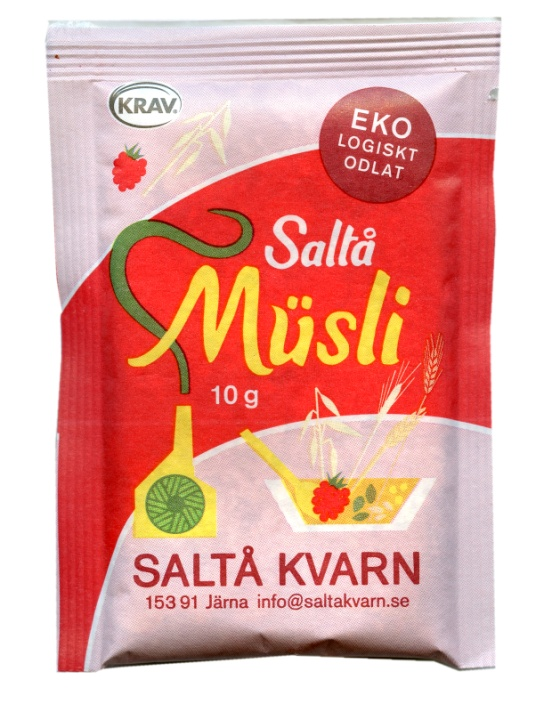 KRAV
EKO
LOGISKT
ODLAT
Saltå
Müsli
10 g
SALTÅ KVARN
153 91 Järna info@saltakvarn.se